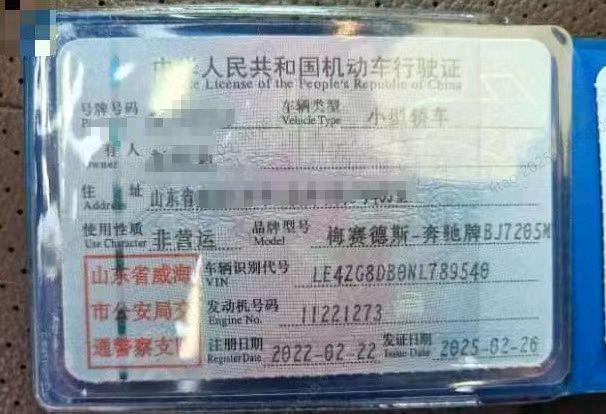 人民共和国机动车行驶证
License of the People's Republic of China
号牌号码 车辆类型 小型轿车
Vehicle Type
有 人
Owner
住 址 山东省
Address
使用性质 非营运 品牌型号 梅赛德斯-奔驰牌BJ7205M
Use Character Model
山东省威海 车辆识别代号 LE4ZG8DB0NL789540
VIN
市公安局交 发动机号码 11221273
Engine No.
通警察支 注册日期 2022-02-22 发证日期 2025-02-26
Register Date Issue Date